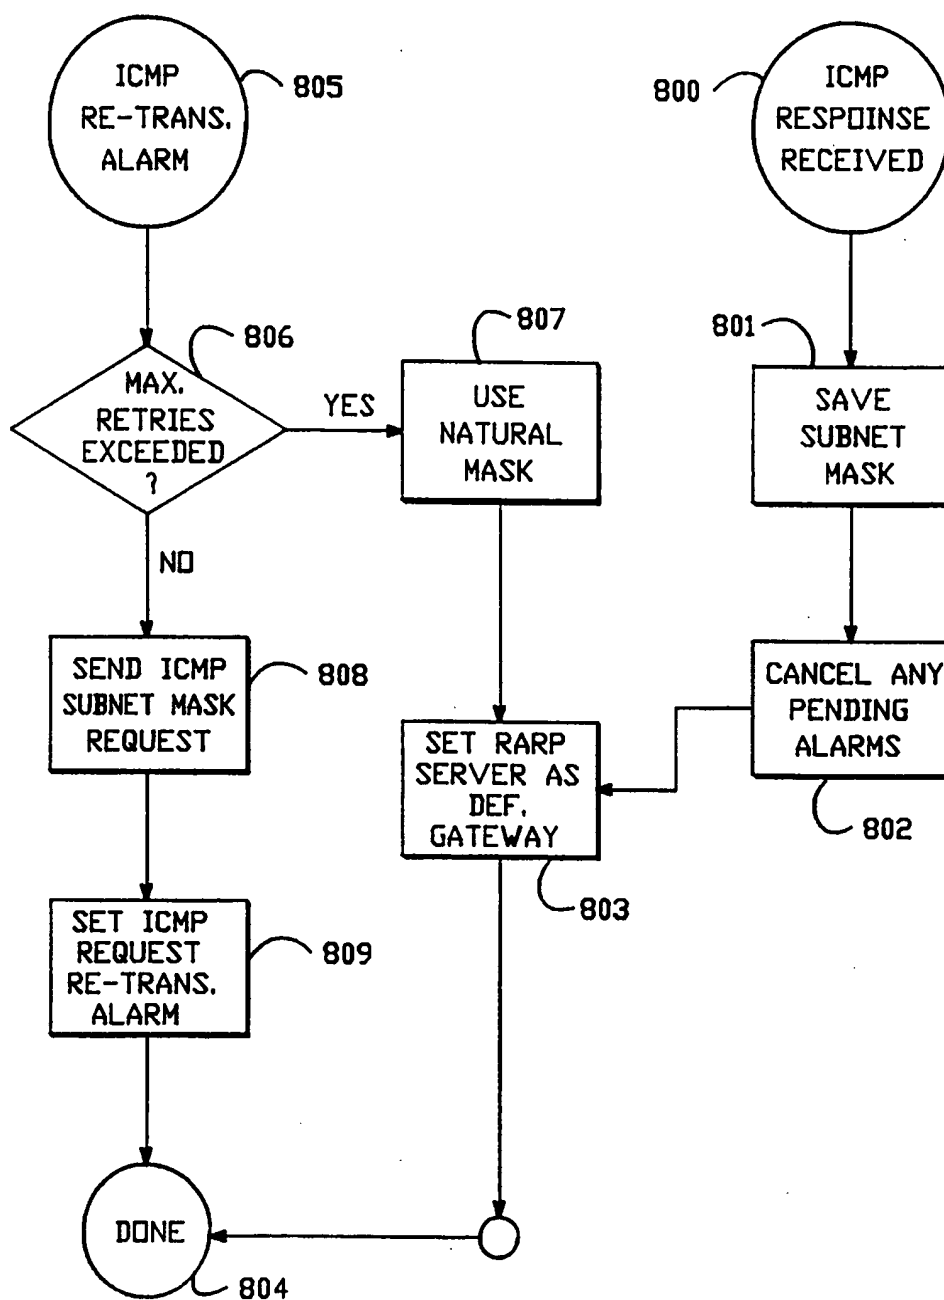 ICMP
RE-TRANS.
ALARM
805
800
ICMP
RESPOINSE
RECEIVED
806
MAX.
RETRIES
EXCEEDED
?
YES
NO
807
USE
NATURAL
MASK
801
SAVE
SUBNET
MASK
SEND ICMP
SUBNET MASK
REQUEST
808
SET RARP
SERVER AS
DEF.
GATEWAY
803
CANCEL ANY
PENDING
ALARMS
802
SET ICMP
REQUEST
RE-TRANS.
ALARM
809
DONE
804